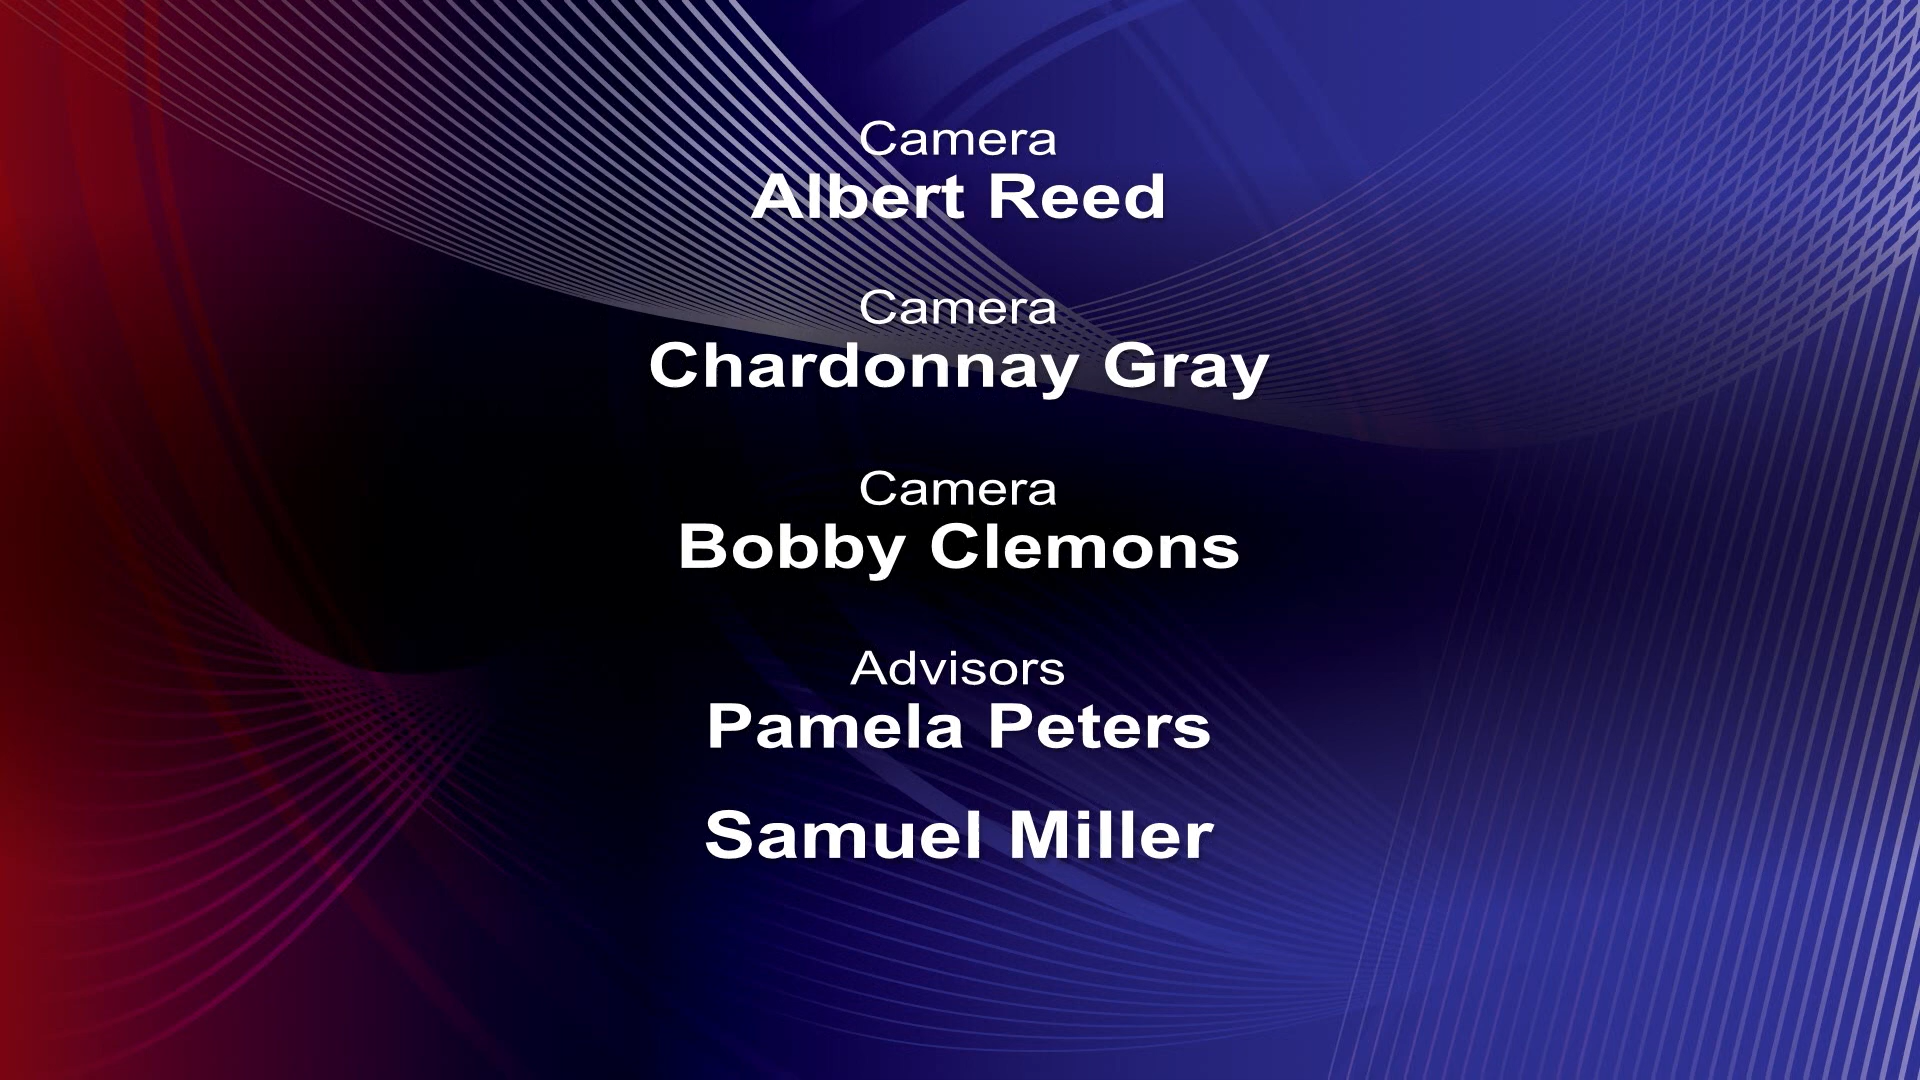 Camera
Albert Reed
Camera
Chardonnay Gray
Camera
Bobby Clemons
Advisors
Pamela Peters
Samuel Miller